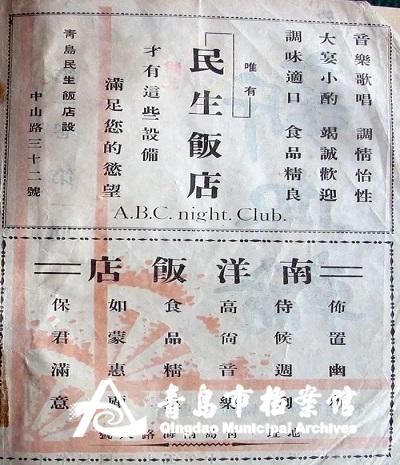 音樂歌唱 調情怡性
大宴小酌 竭誠歡迎
調味適口 食品精良
唯有
民生飯店
才有這些設備
滿足您的慾望
青島民生飯店設
中山路三十二號
A.B.C. night. Club.
南洋飯店
佈置幽
侍候週
高尚音樂
食品精
如蒙惠顧
保君滿意
地址
青島市档案馆
Qingdao Municipal Archives